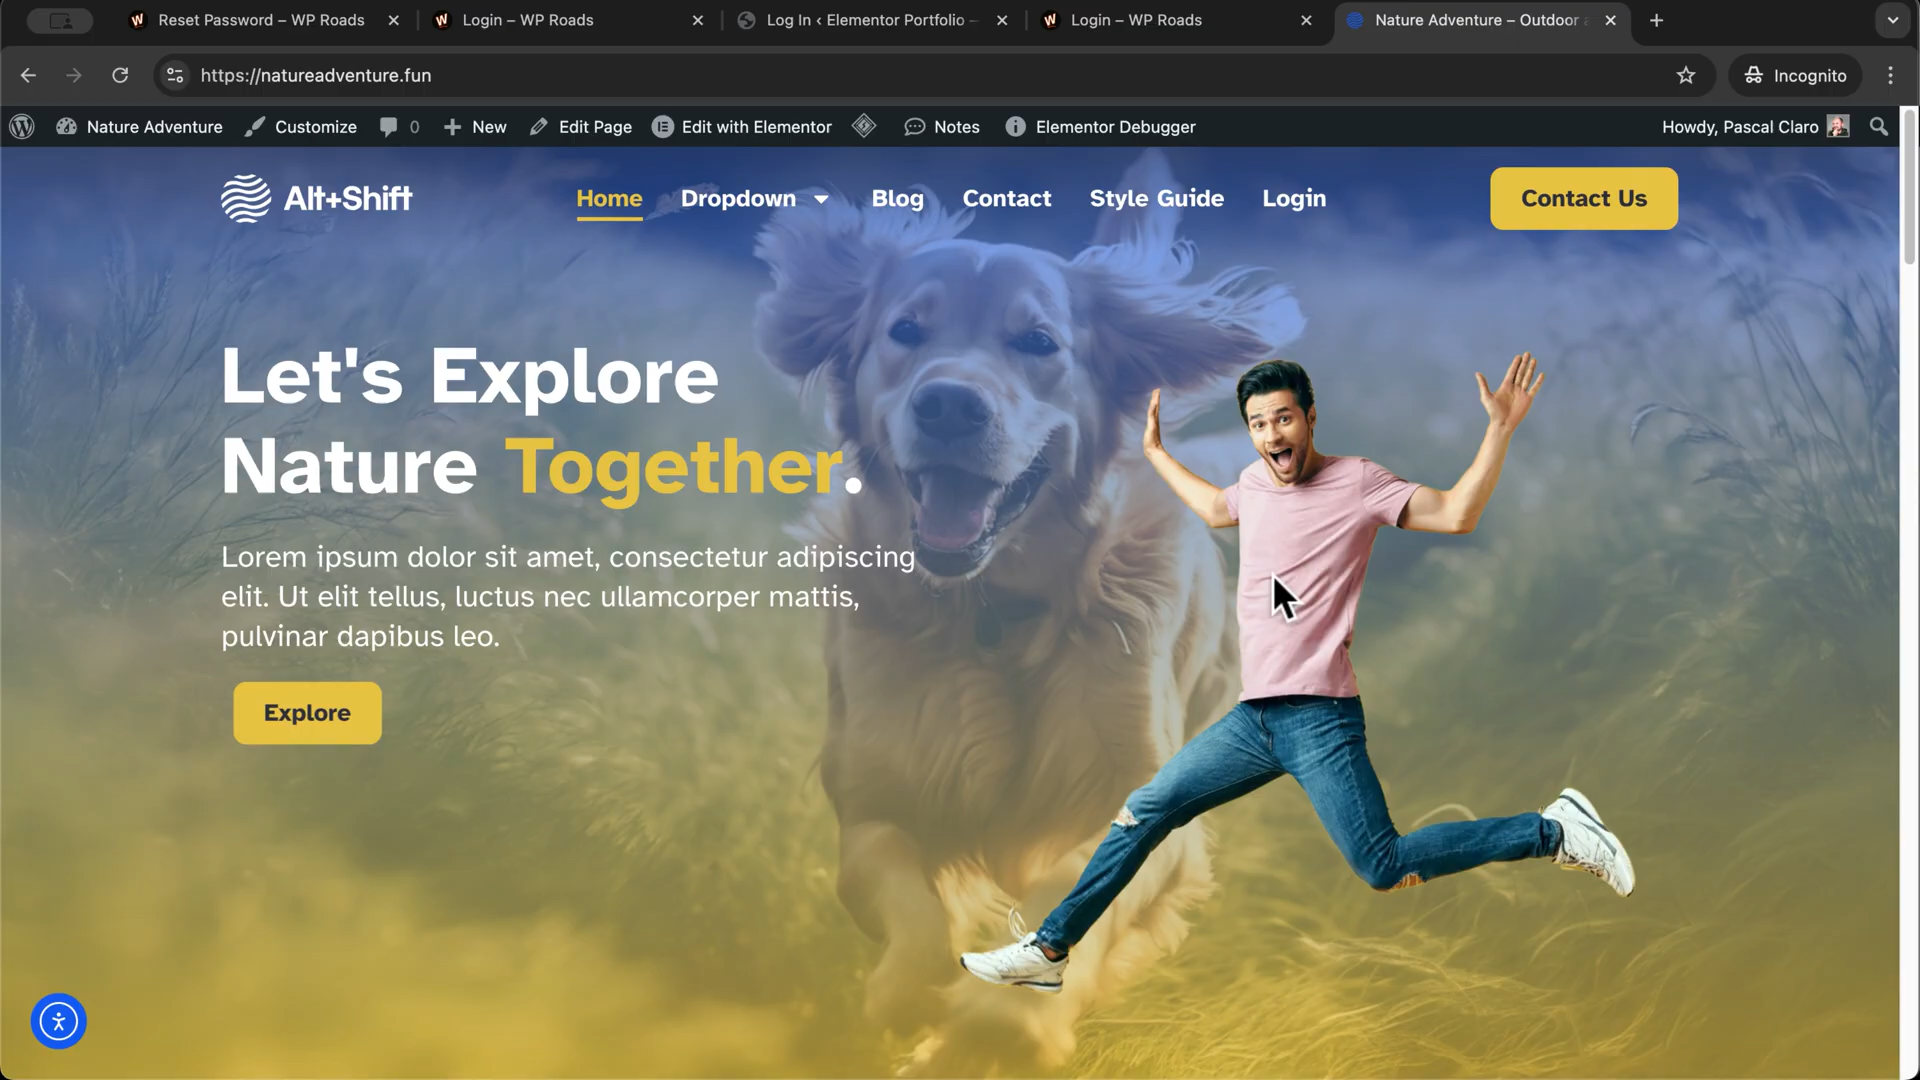 Reset Password – WP Roads
Login – WP Roads
Log In ‹ Elementor Portfolio –
Login – WP Roads
Nature Adventure – Outdoor a
https://natureadventure.fun
Incognito
Nature Adventure
Customize
0
New
Edit Page
Edit with Elementor
Notes
Elementor Debugger
Howdy, Pascal Claro
Alt+Shift
Home
Dropdown
Blog
Contact
Style Guide
Login
Contact Us
Let's Explore
Nature Together.
Lorem ipsum dolor sit amet, consectetur adipiscing
elit. Ut elit tellus, luctus nec ullamcorper mattis,
pulvinar dapibus leo.
Explore